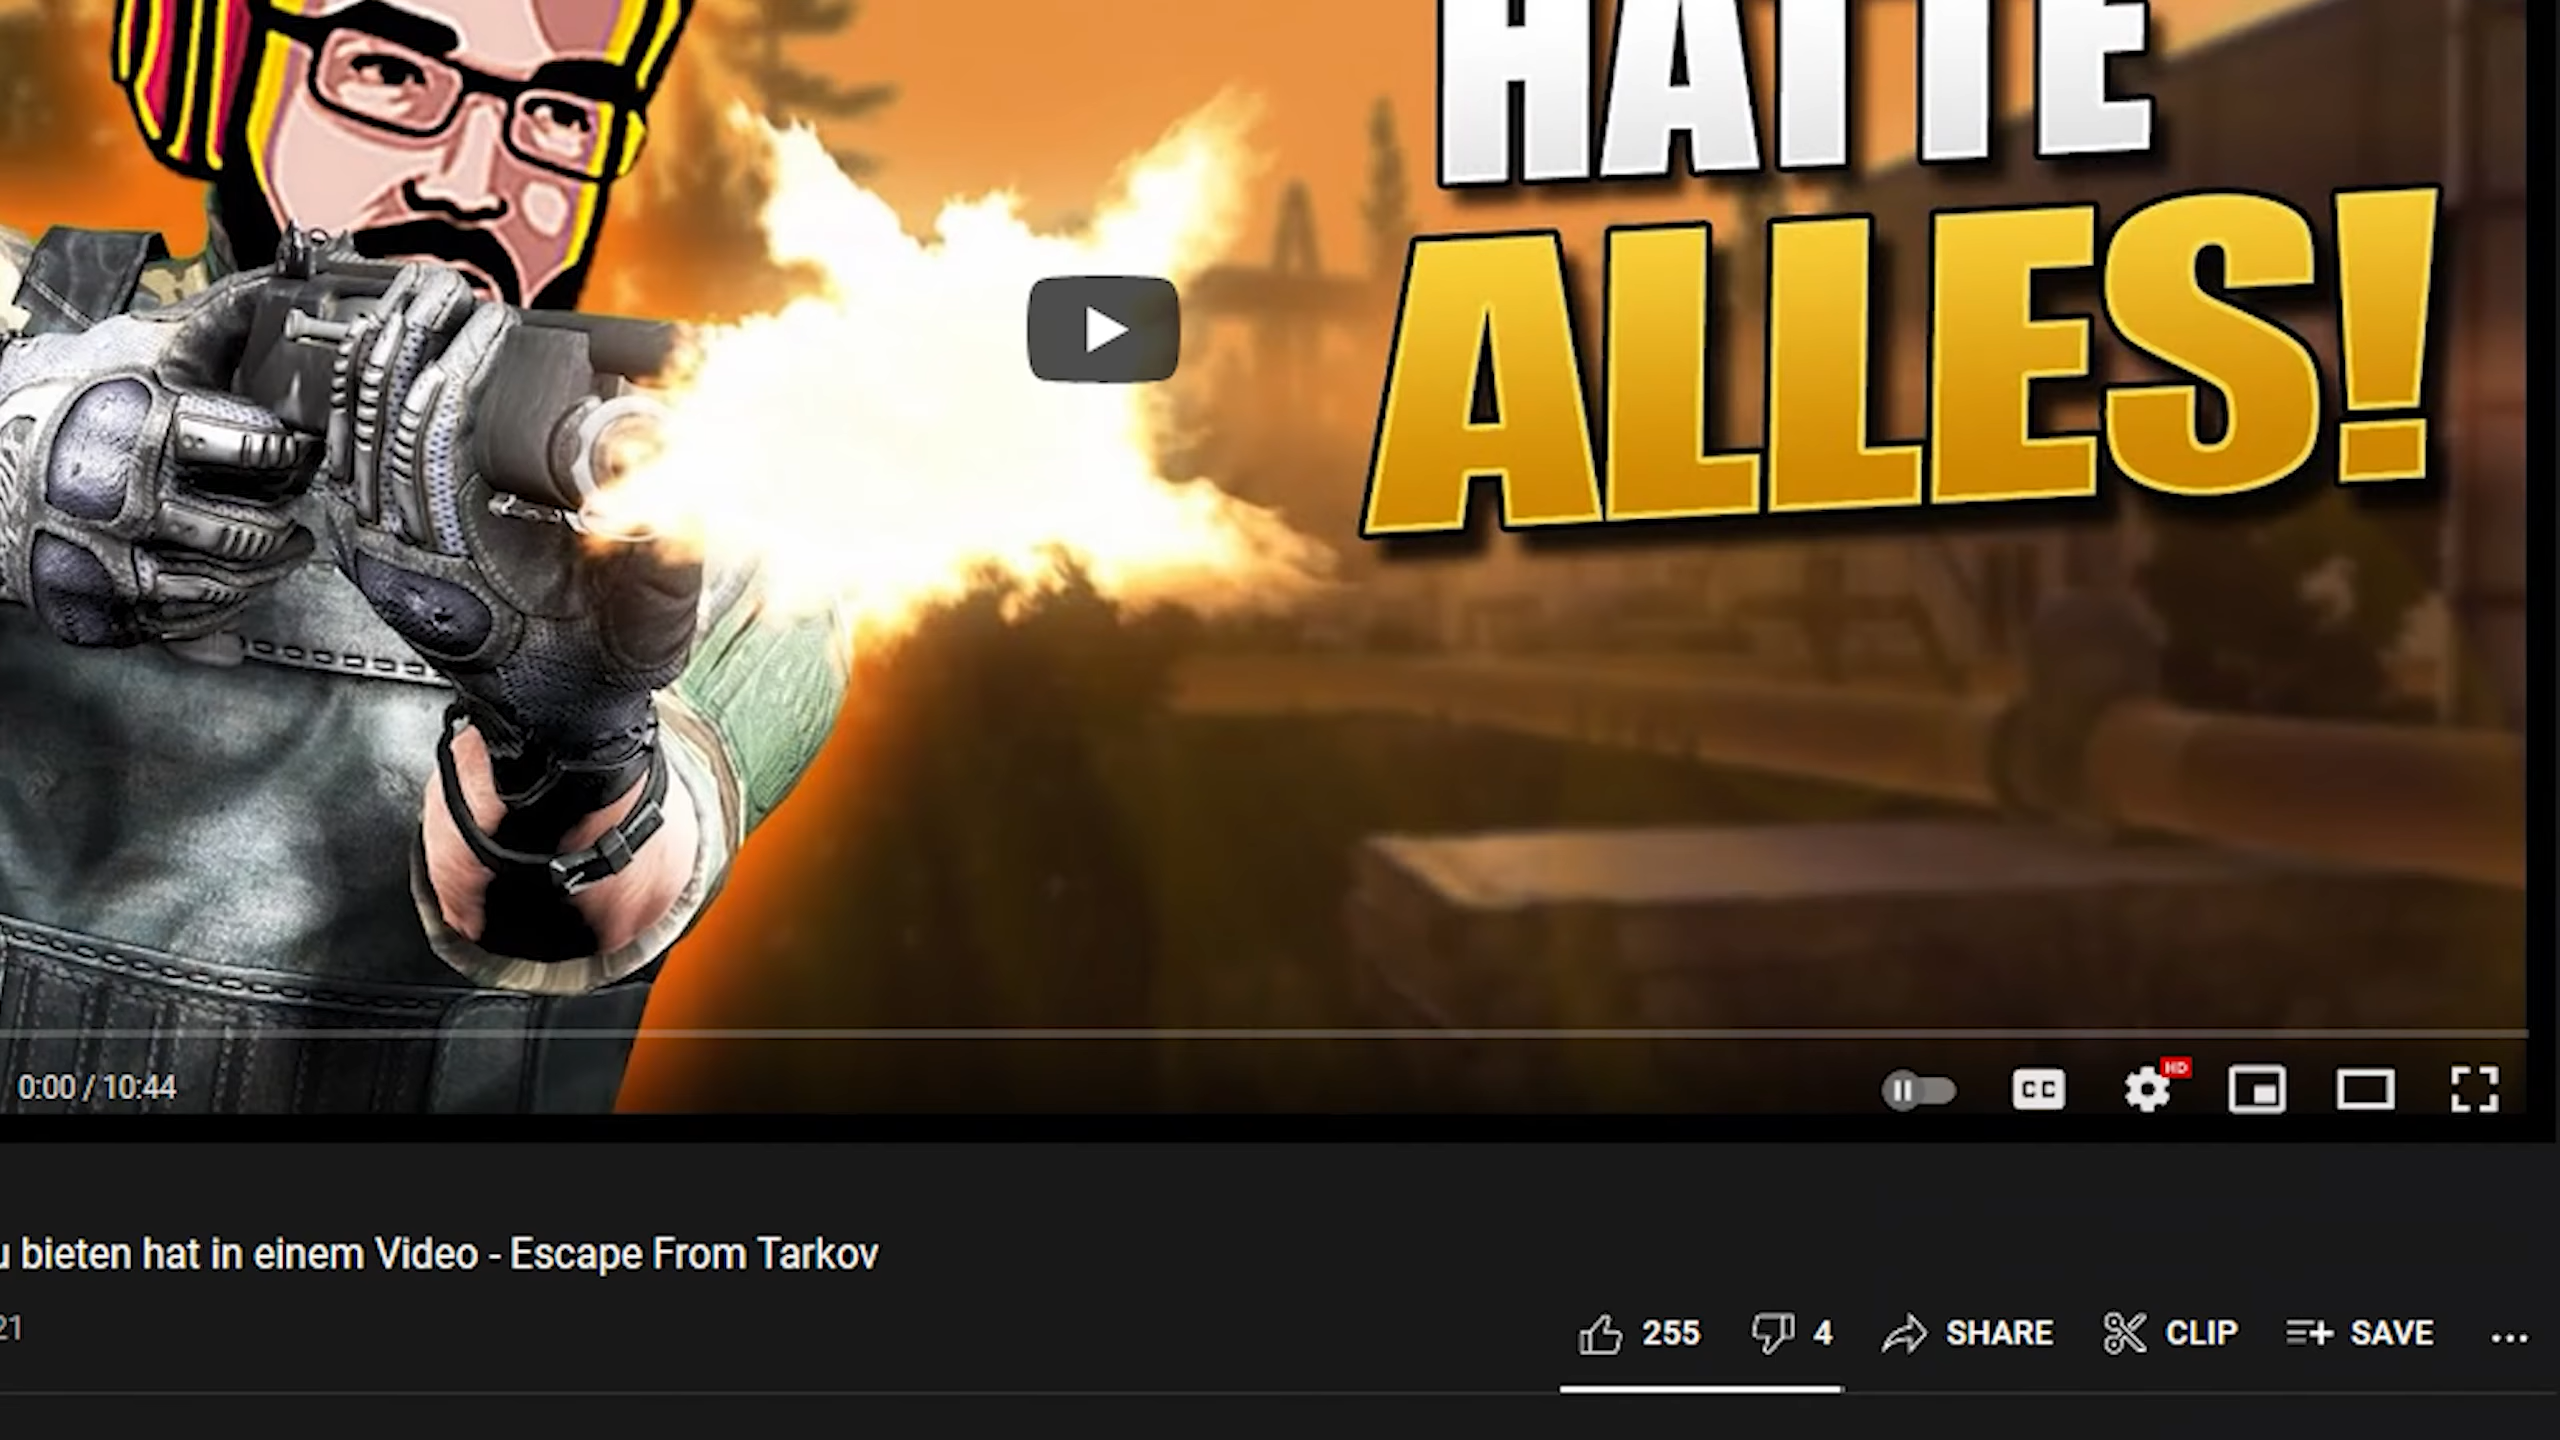 HATTE
ALLES!
0:00 / 10:44
CC
HD
bieten hat in einem Video - Escape From Tarkov
21
255
4
SHARE
CLIP
SAVE